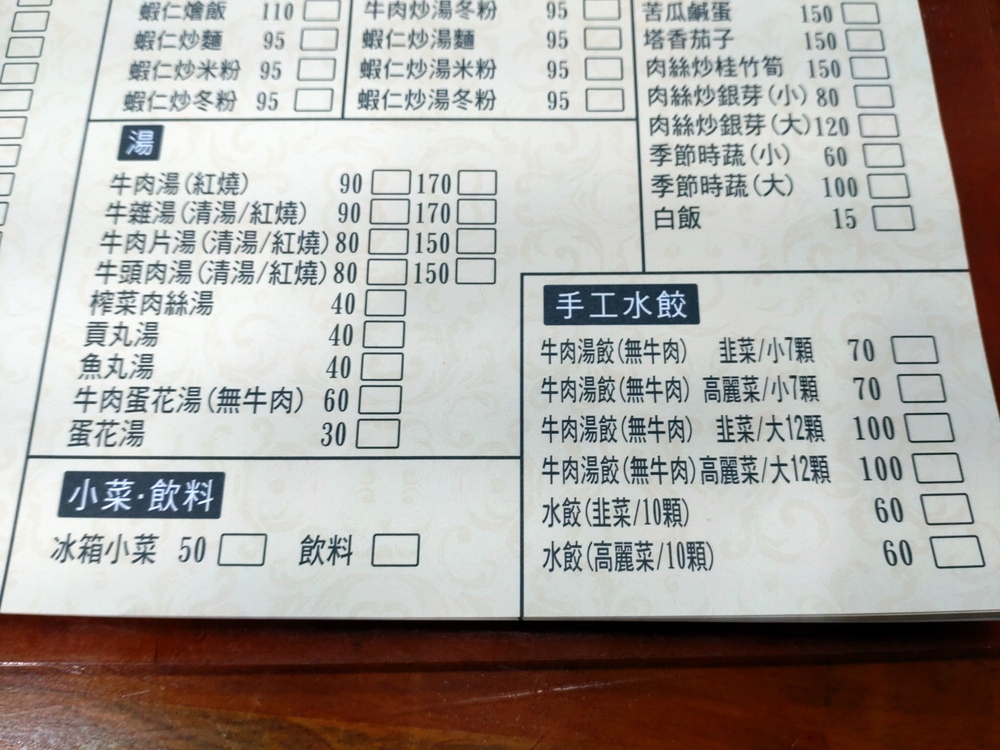 蝦仁燴飯 110
蝦仁炒麵 95
蝦仁炒米粉 95
蝦仁炒冬粉 95
牛肉炒湯冬粉 95
蝦仁炒湯麵 95
蝦仁炒湯米粉 95
蝦仁炒湯冬粉 95
苦瓜鹹蛋 150
塔香茄子 150
肉絲炒桂竹筍 150
肉絲炒銀芽(小) 80
肉絲炒銀芽(大) 120
季節時蔬(小) 60
季節時蔬(大) 100
白飯 15
湯
牛肉湯(紅燒) 90 170
牛雜湯(清湯/紅燒) 90 170
牛肉片湯(清湯/紅燒) 80 150
牛頭肉湯(清湯/紅燒) 80 150
榨菜肉絲湯 40
貢丸湯 40
魚丸湯 40
牛肉蛋花湯(無牛肉) 60
蛋花湯 30
手工水餃
牛肉湯餃(無牛肉) 韭菜/小7顆 70
牛肉湯餃(無牛肉) 高麗菜/小7顆 70
牛肉湯餃(無牛肉) 韭菜/大12顆 100
牛肉湯餃(無牛肉) 高麗菜/大12顆 100
水餃(韭菜/10顆) 60
水餃(高麗菜/10顆) 60
小菜·飲料
冰箱小菜 50 飲料